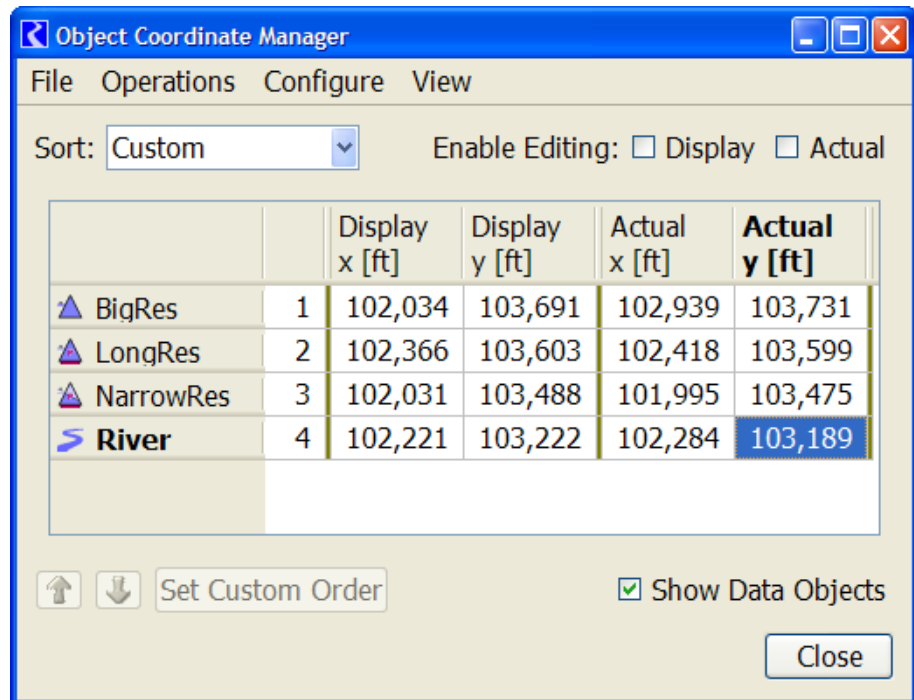 Object Coordinate Manager
File Operations Configure View
Sort: Custom Enable Editing: Display Actual
Display x [ft] Display y [ft] Actual x [ft] Actual y [ft]
BigRes 1 102,034 103,691 102,939 103,731
LongRes 2 102,366 103,603 102,418 103,599
NarrowRes 3 102,031 103,488 101,995 103,475
River 4 102,221 103,222 102,284 103,189
Set Custom Order Show Data Objects
Close